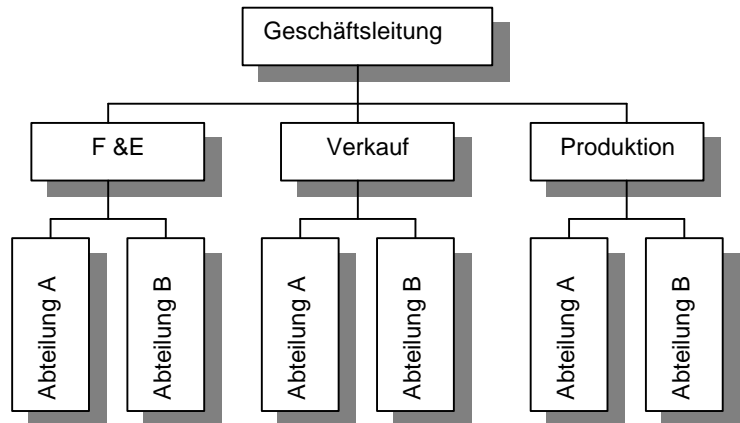 Geschäftsleitung
F &E
Verkauf
Produktion
Abteilung A
Abteilung B
Abteilung A
Abteilung B
Abteilung A
Abteilung B